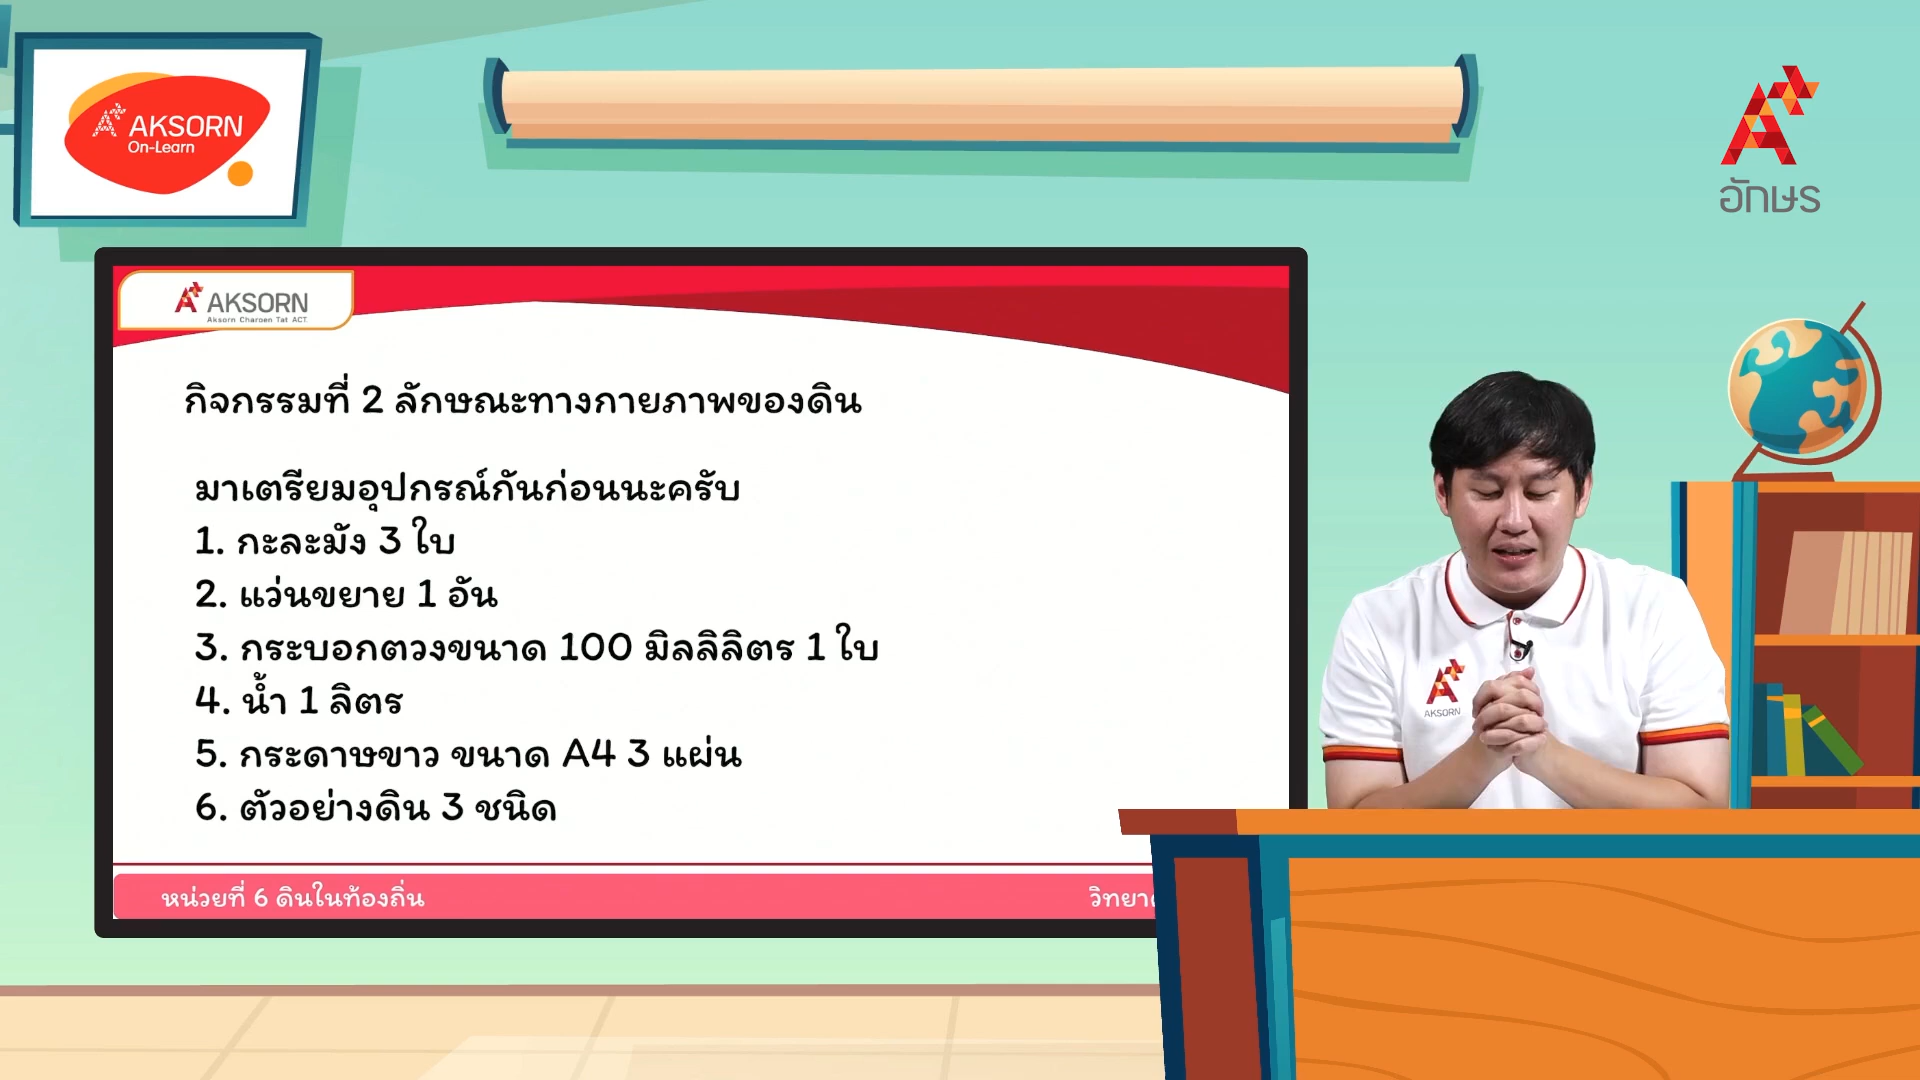 AKSORN
On-Learn
อักษร
AKSORN
Aksorn Charoen Tat ACT
กิจกรรมที่ 2 ลักษณะทางกายภาพของดิน
มาเตรียมอุปกรณ์กันก่อนนะครับ
1. กะละมัง 3 ใบ
2. แว่นขยาย 1 อัน
3. กระบอกตวงขนาด 100 มิลลิลิตร 1 ใบ
4. น้ำ 1 ลิตร
5. กระดาษขาว ขนาด A4 3 แผ่น
6. ตัวอย่างดิน 3 ชนิด
AKSORN
หน่วยที่ 6 ดินในท้องถิ่น